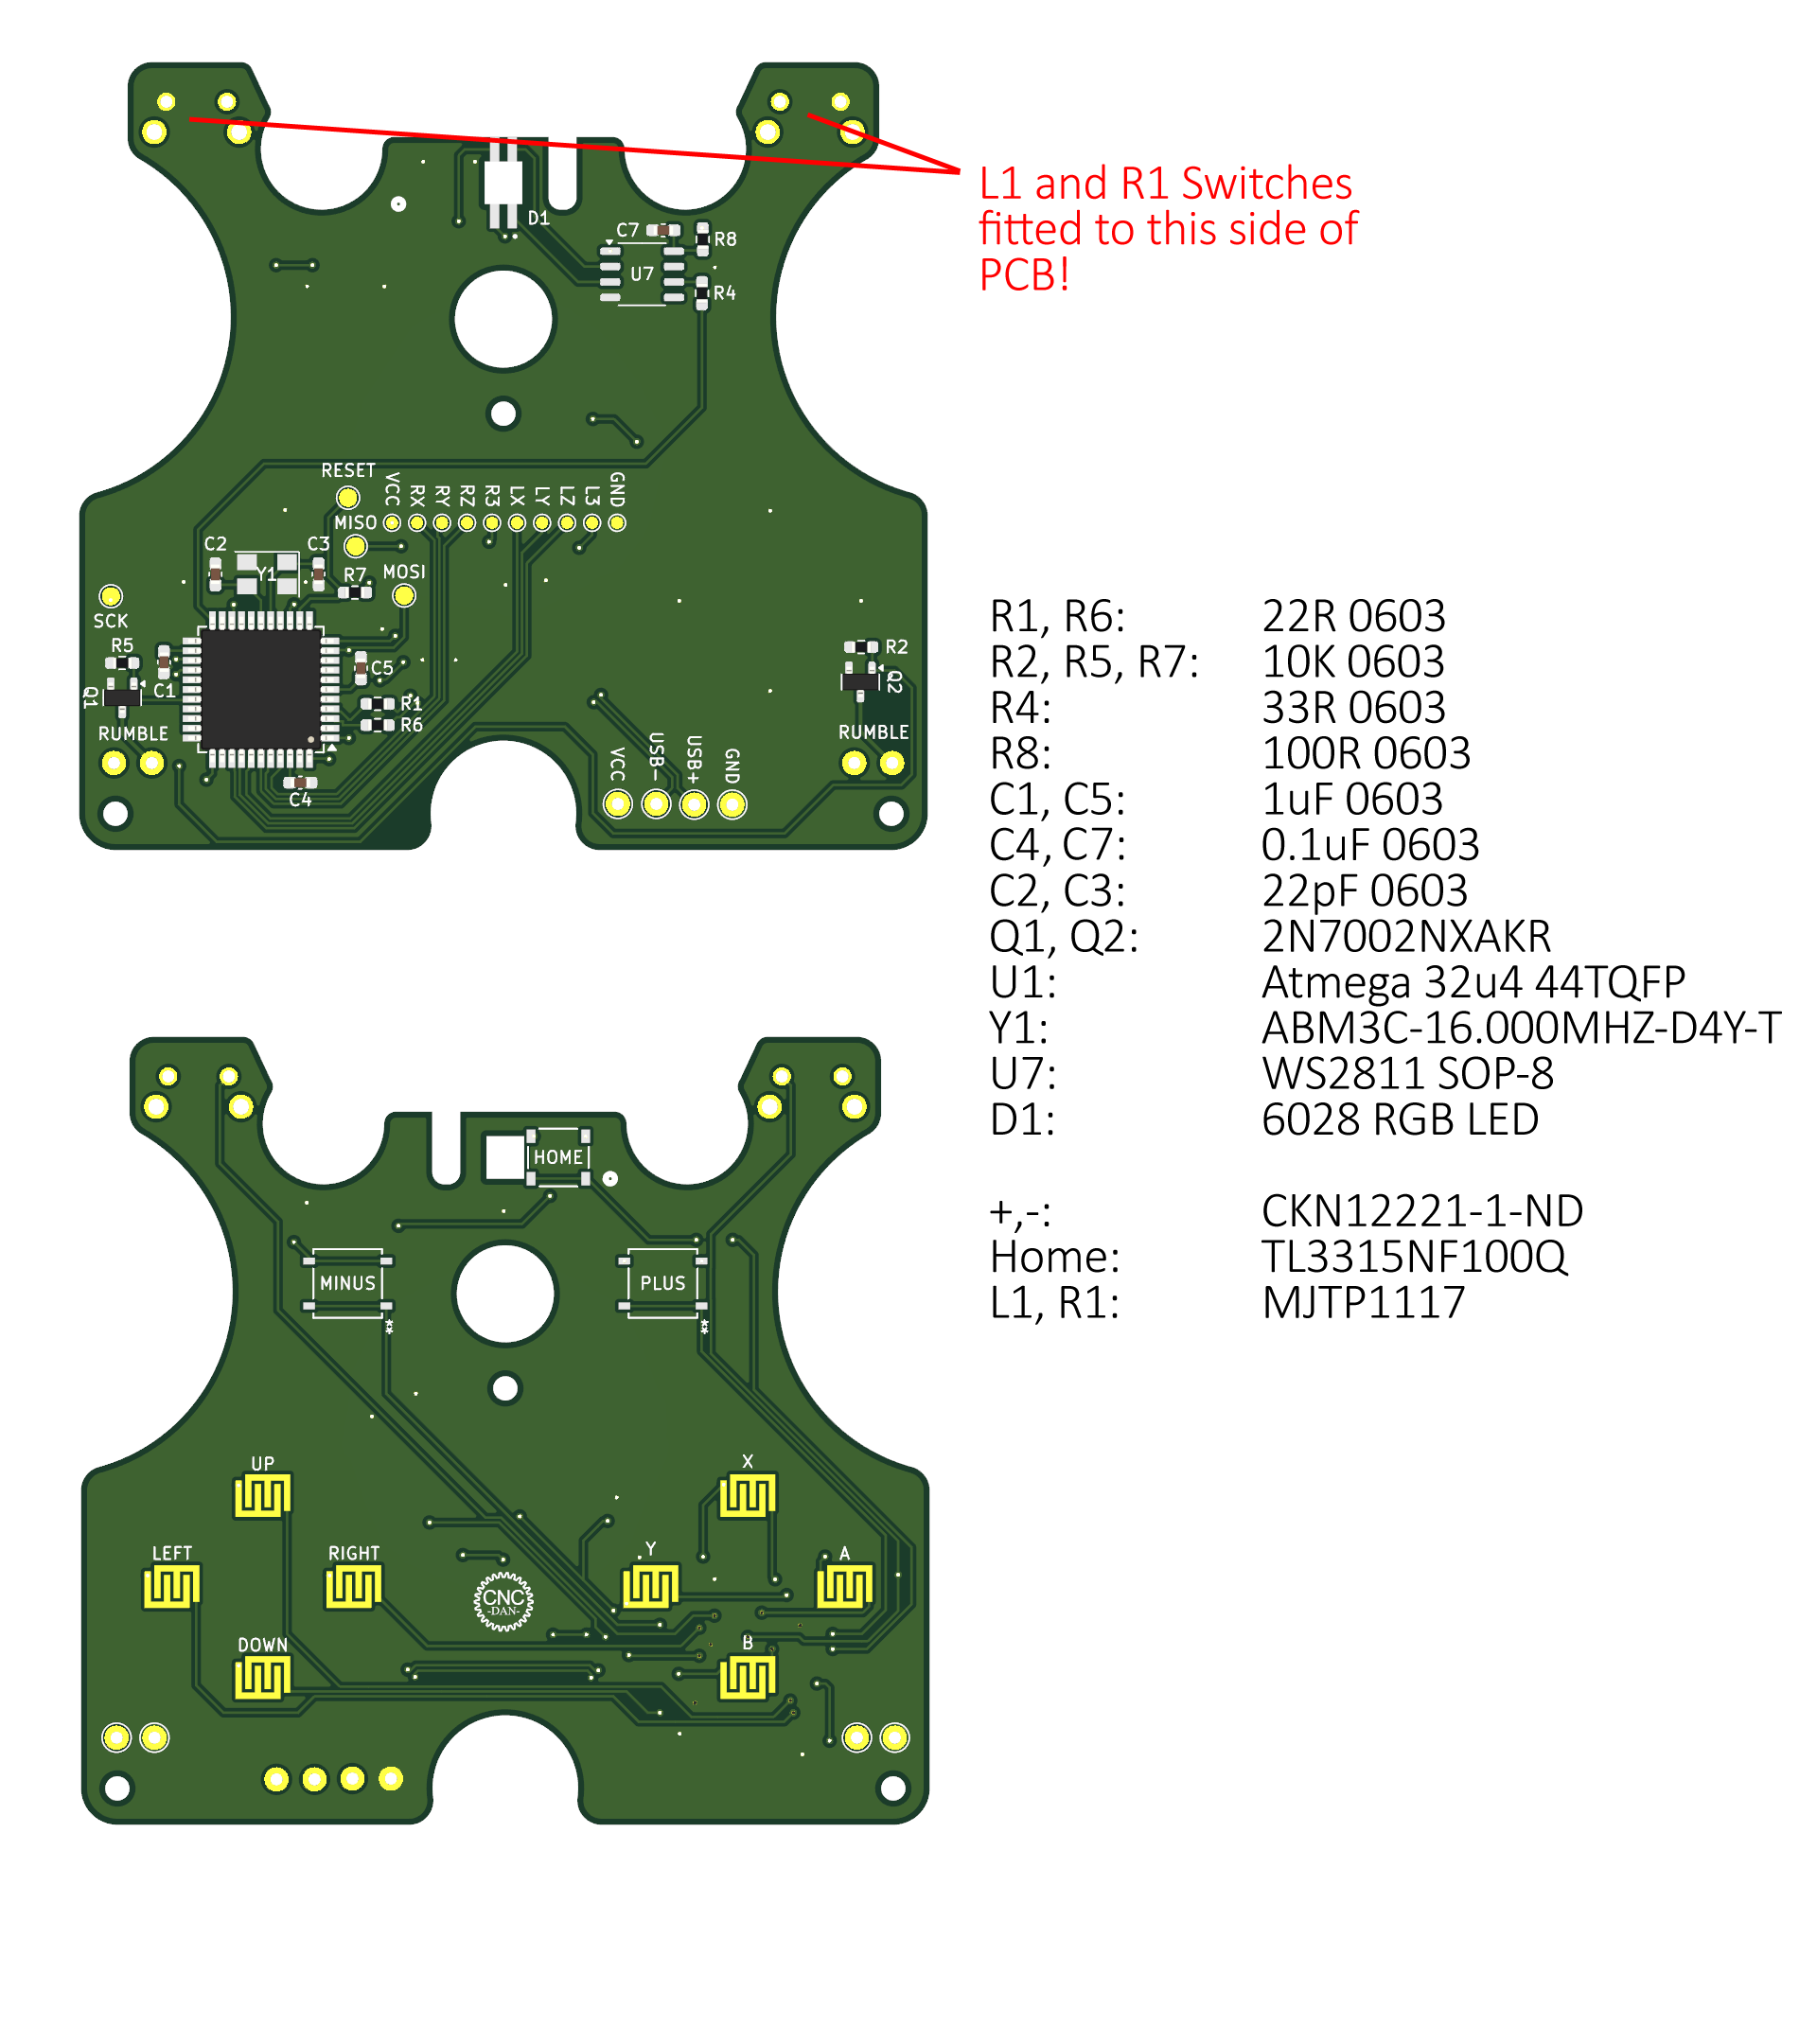 L1 and R1 Switches
fitted to this side of
PCB!
D1
C7
R8
U7
R4
RESET
VCC
RX
RY
RZ
R3
LX
LY
LZ
L3
GND
MISO
C2
C3
Y1
R7
MOSI
SCK
R5
C1
C5
Q1
R1
R6
RUMBLE
C4
R2
Q2
RUMBLE
VCC
USB-
USB+
GND
R1, R6: 22R 0603
R2, R5, R7: 10K 0603
R4: 33R 0603
R8: 100R 0603
C1, C5: 1uF 0603
C4, C7: 0.1uF 0603
C2, C3: 22pF 0603
Q1, Q2: 2N7002NXAKR
U1: Atmega 32u4 44TQFP
Y1: ABM3C-16.000MHZ-D4Y-T
U7: WS2811 SOP-8
D1: 6028 RGB LED
+,-: CKN12221-1-ND
Home: TL3315NF100Q
L1, R1: MJTP1117
HOME
MINUS
PLUS
*
*
UP
X
LEFT
RIGHT
Y
A
CNC
-DAN-
DOWN
B